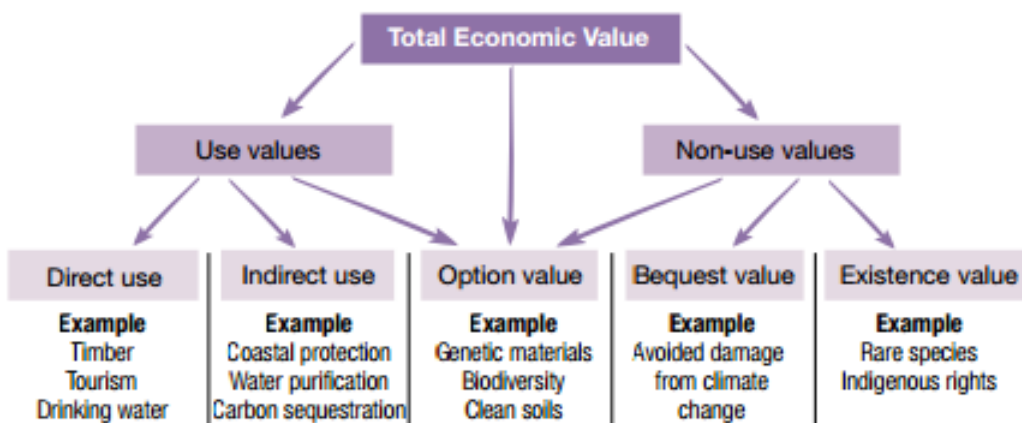 Total Economic Value
Use values
Non-use values
Direct use
Example
Timber
Tourism
Drinking water
Indirect use
Example
Coastal protection
Water purification
Carbon sequestration
Option value
Example
Genetic materials
Biodiversity
Clean soils
Bequest value
Example
Avoided damage
from climate
change
Existence value
Example
Rare species
Indigenous rights